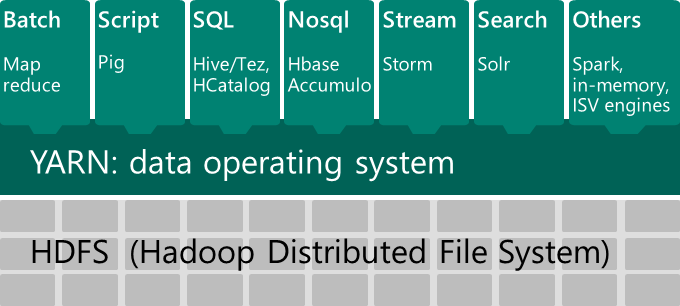 Batch
Map
reduce
Script
Pig
SQL
Hive/Tez,
HCatalog
Nosql
Hbase
Accumulo
Stream
Storm
Search
Solr
Others
Spark,
in-memory,
ISV engines
YARN: data operating system
HDFS (Hadoop Distributed File System)